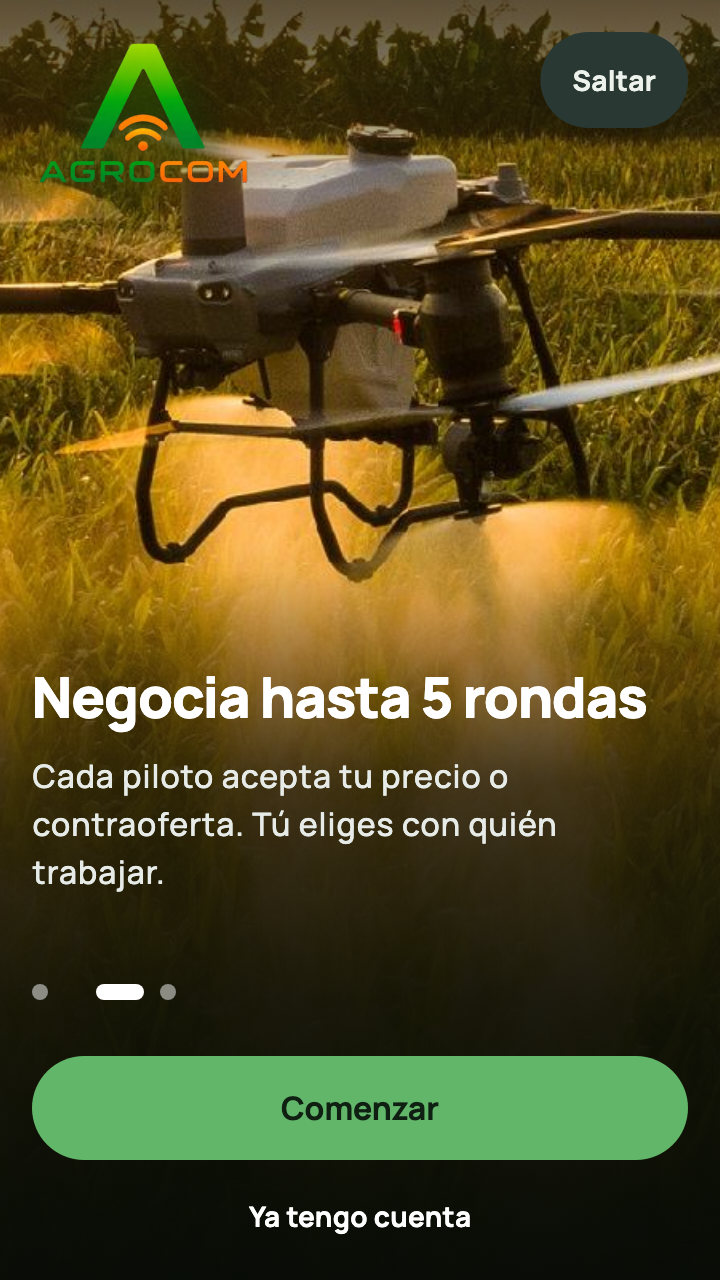 AGROCOM
Saltar
Negocia hasta 5 rondas
Cada piloto acepta tu precio o
contraoferta. Tú eliges con quién
trabajar.
Comenzar
Ya tengo cuenta